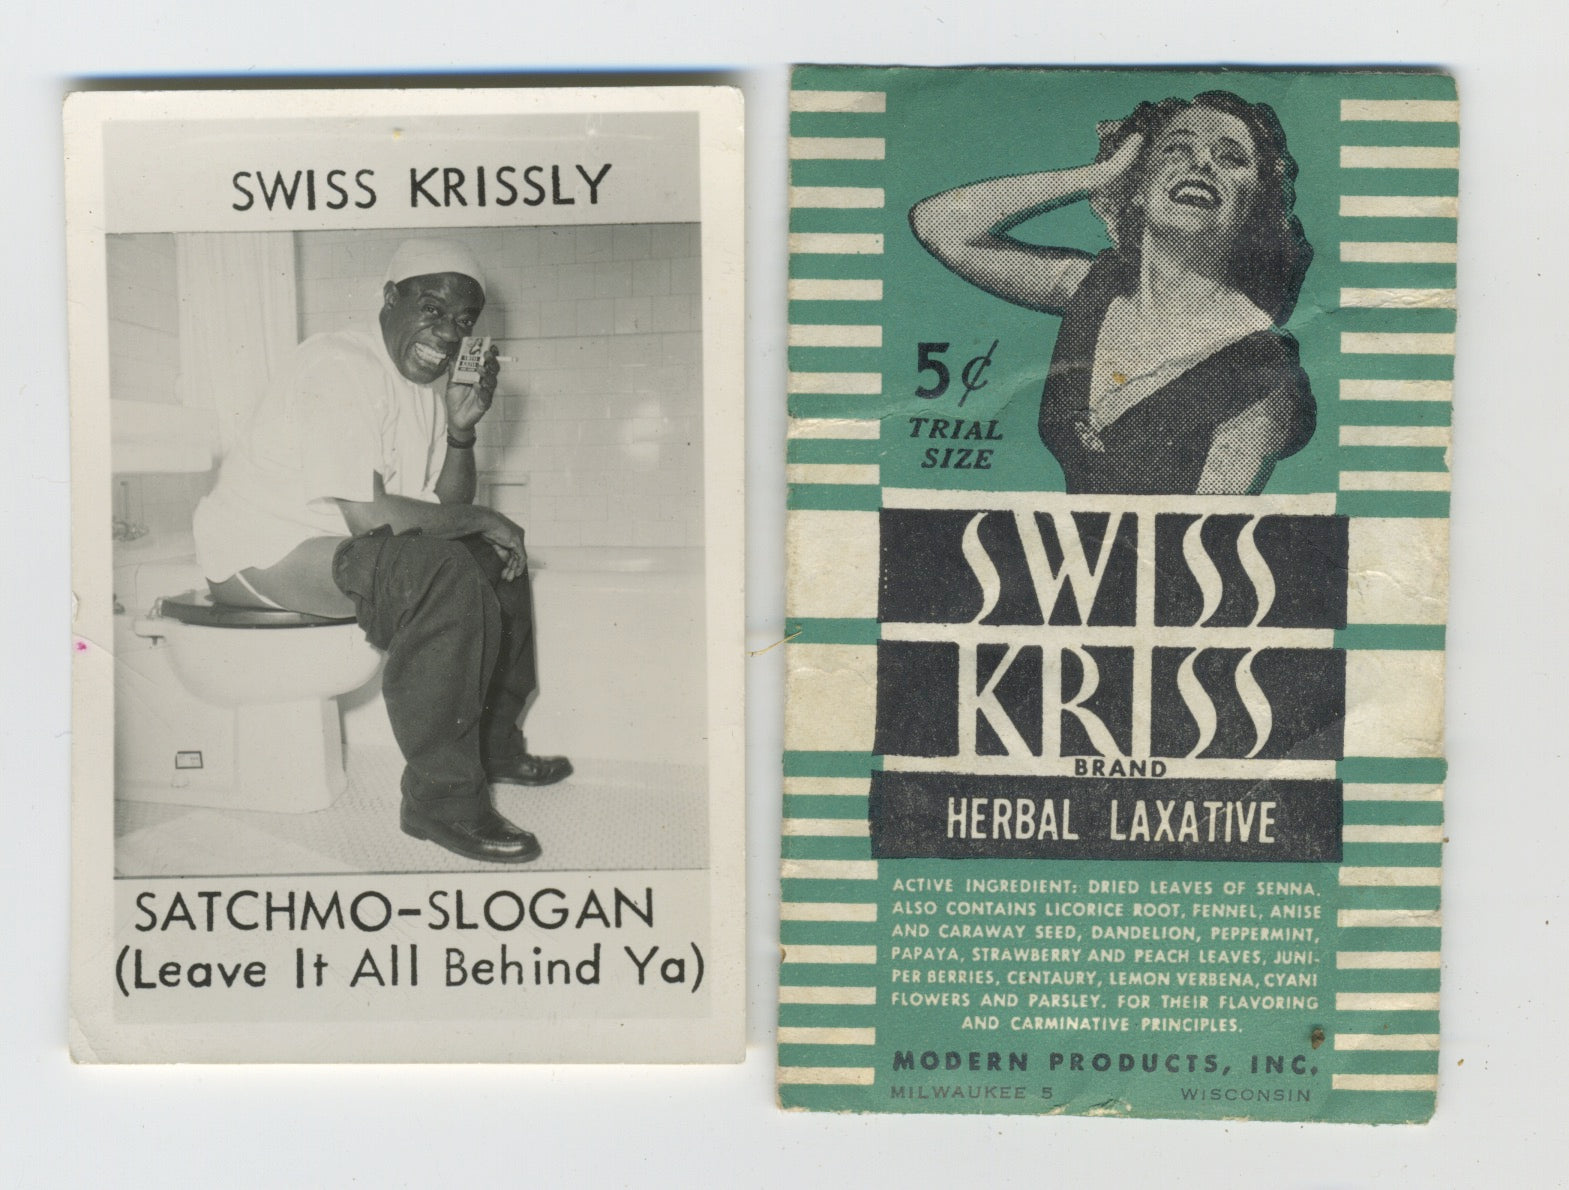 SWISS KRISSLY
SATCHMO-SLOGAN
(Leave It All Behind Ya)
5¢
TRIAL
SIZE
SWISS
KRISS
BRAND
HERBAL LAXATIVE
ACTIVE INGREDIENT: DRIED LEAVES OF SENNA.
ALSO CONTAINS LICORICE ROOT, FENNEL, ANISE
AND CARAWAY SEED, DANDELION, PEPPERMINT,
PAPAYA, STRAWBERRY AND PEACH LEAVES, JUNI-
PER BERRIES, CENTAURY, LEMON VERBENA, CYANI
FLOWERS AND PARSLEY. FOR THEIR FLAVORING
AND CARMINATIVE PRINCIPLES.
MODERN PRODUCTS, INC.
MILWAUKEE 5 WISCONSIN